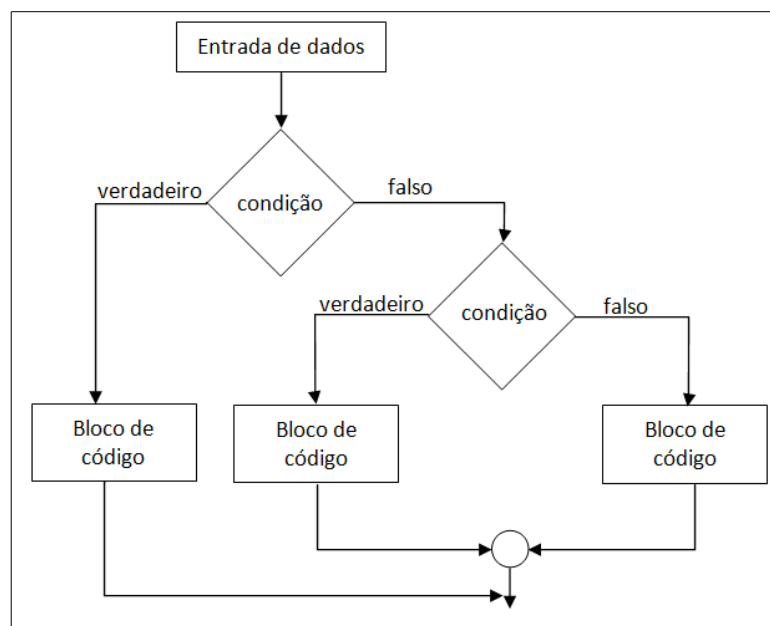 Entrada de dados
verdadeiro
falso
condição
verdadeiro
falso
condição
Bloco de
código
Bloco de
código
Bloco de
código